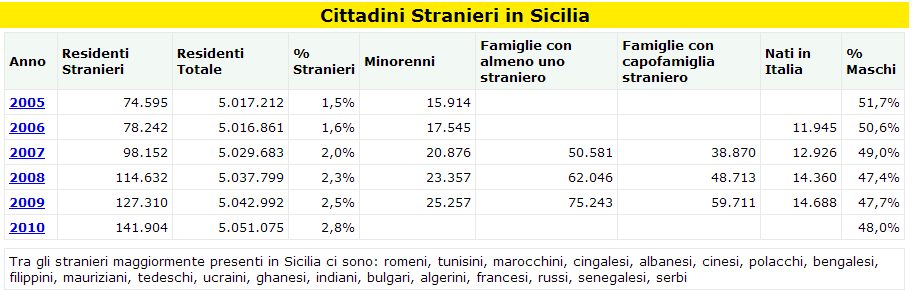 Cittadini Stranieri in Sicilia
Anno Residenti Stranieri Residenti Totale % Stranieri Minorenni Famiglie con almeno uno straniero Famiglie con capofamiglia straniero Nati in Italia % Maschi
2005 74.595 5.017.212 1,5% 15.914 51,7%
2006 78.242 5.016.861 1,6% 17.545 11.945 50,6%
2007 98.152 5.029.683 2,0% 20.876 50.581 38.870 12.926 49,0%
2008 114.632 5.037.799 2,3% 23.357 62.046 48.713 14.360 47,4%
2009 127.310 5.042.992 2,5% 25.257 75.243 59.711 14.688 47,7%
2010 141.904 5.051.075 2,8% 48,0%
Tra gli stranieri maggiormente presenti in Sicilia ci sono: romeni, tunisini, marocchini, cingalesi, albanesi, cinesi, polacchi, bengalesi,
filippini, mauriziani, tedeschi, ucraini, ghanesi, indiani, bulgari, algerini, francesi, russi, senegalesi, serbi